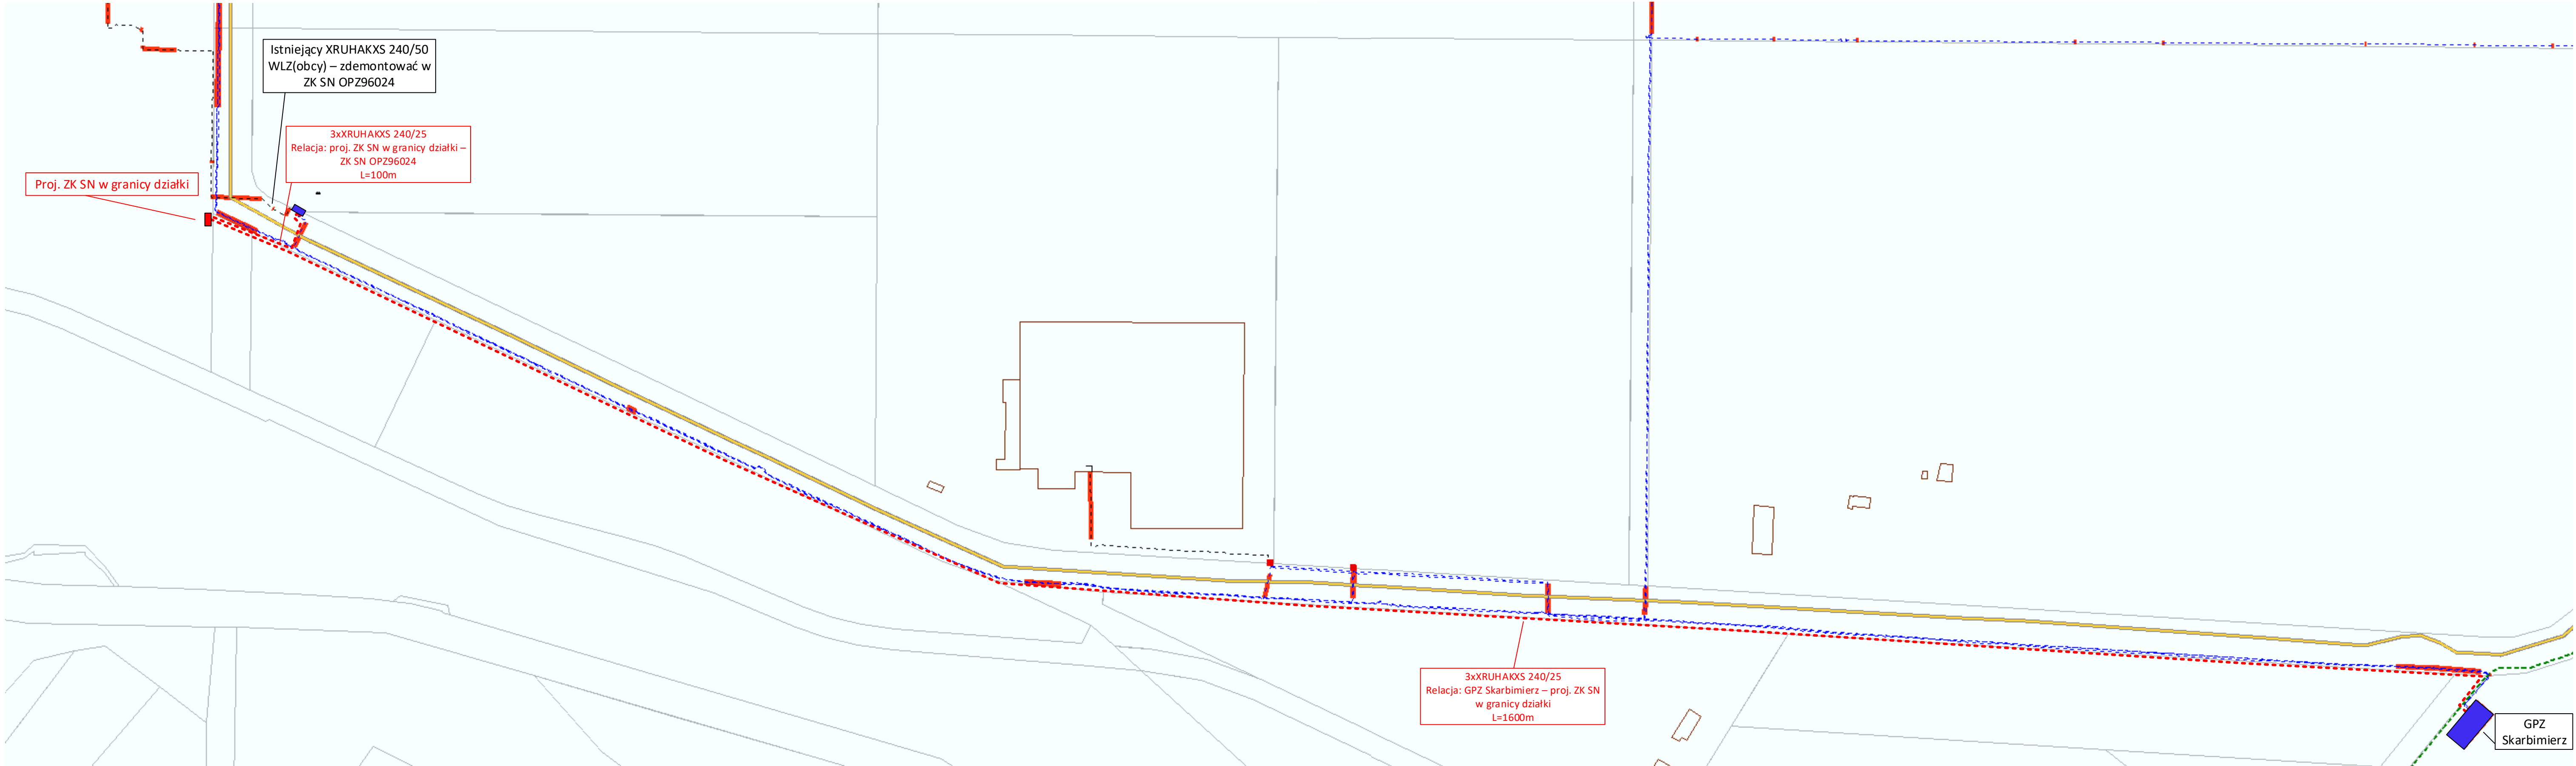 Istniejący XRUHAKXS 240/50
WLZ(obcy) – zdemontować w
ZK SN OPZ96024
3xXRUHAKXS 240/25
Relacja: proj. ZK SN w granicy działki –
ZK SN OPZ96024
L=100m
Proj. ZK SN w granicy działki
3xXRUHAKXS 240/25
Relacja: GPZ Skarbimierz – proj. ZK SN
w granicy działki
L=1600m
GPZ
Skarbimierz